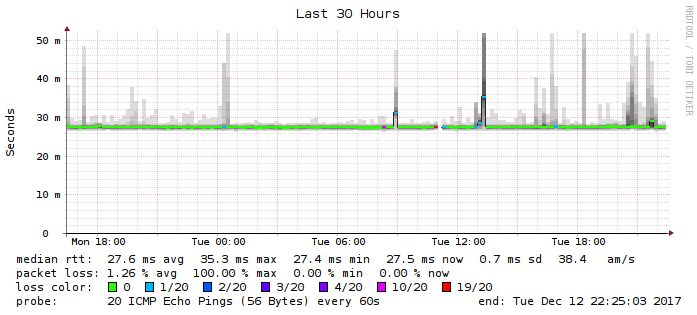 Last 30 Hours
RRDTOOL / TOBI OETIKER
Seconds
50 m
40 m
30 m
20 m
10 m
0
Mon 18:00 Tue 00:00 Tue 06:00 Tue 12:00 Tue 18:00
median rtt: 27.6 ms avg 35.3 ms max 27.4 ms min 27.5 ms now 0.7 ms sd 38.4 am/s
packet loss: 1.26 % avg 100.00 % max 0.00 % min 0.00 % now
loss color: 0 1/20 2/20 3/20 4/20 10/20 19/20
probe: 20 ICMP Echo Pings (56 Bytes) every 60s end: Tue Dec 12 22:25:03 2017